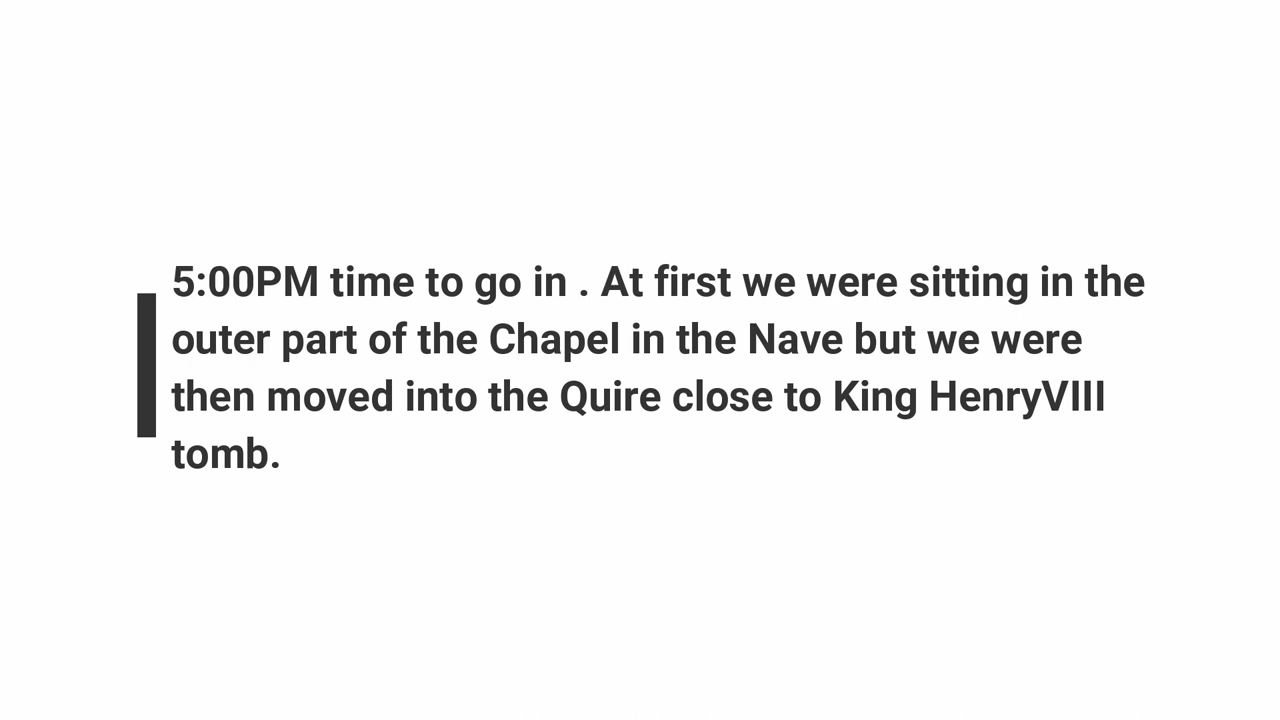 5:00PM time to go in . At first we were sitting in the
outer part of the Chapel in the Nave but we were
then moved into the Quire close to King HenryVIII
tomb.